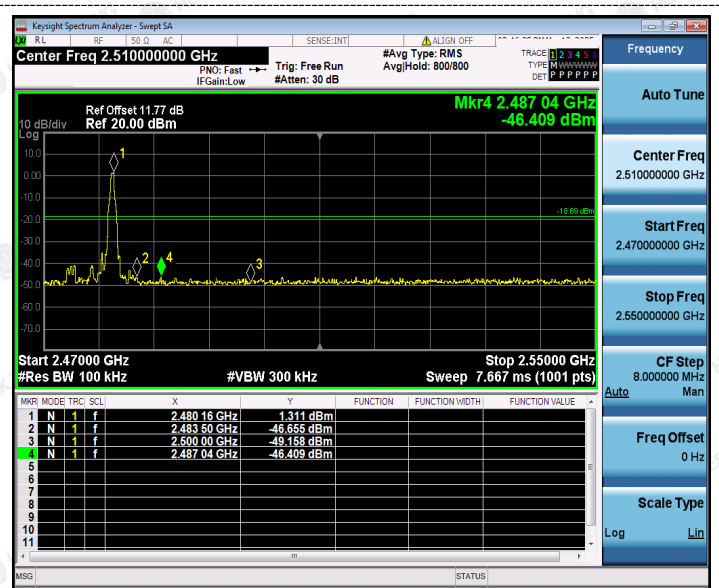 Keysight Spectrum Analyzer - Swept SA
RL RF 50 Ω AC SENSE:INT ALIGN OFF
Center Freq 2.510000000 GHz
PNO: Fast
IFGain:Low
Trig: Free Run
#Atten: 30 dB
#Avg Type: RMS
Avg|Hold: 800/800
TRACE 1 2 3 4 5 6
TYPE M W W W W W
DET P P P P P P
Mkr4 2.487 04 GHz
-46.409 dBm
Ref Offset 11.77 dB
10 dB/div Ref 20.00 dBm
Log
10.0
0.00
-10.0
-20.0
-30.0
-40.0
-50.0
-60.0
-70.0
1
2
4
3
-18.69 dBm
Start 2.47000 GHz Stop 2.55000 GHz
#Res BW 100 kHz #VBW 300 kHz Sweep 7.667 ms (1001 pts)
MKR MODE TRC SCL X Y FUNCTION FUNCTION WIDTH FUNCTION VALUE
1 N 1 f 2.480 16 GHz 1.311 dBm
2 N 1 f 2.483 50 GHz -46.655 dBm
3 N 1 f 2.500 00 GHz -49.158 dBm
4 N 1 f 2.487 04 GHz -46.409 dBm
5
6
7
8
9
10
11
MSG STATUS
Frequency
Auto Tune
Center Freq
2.510000000 GHz
Start Freq
2.470000000 GHz
Stop Freq
2.550000000 GHz
CF Step
8.000000 MHz
Auto Man
Freq Offset
0 Hz
Scale Type
Log Lin